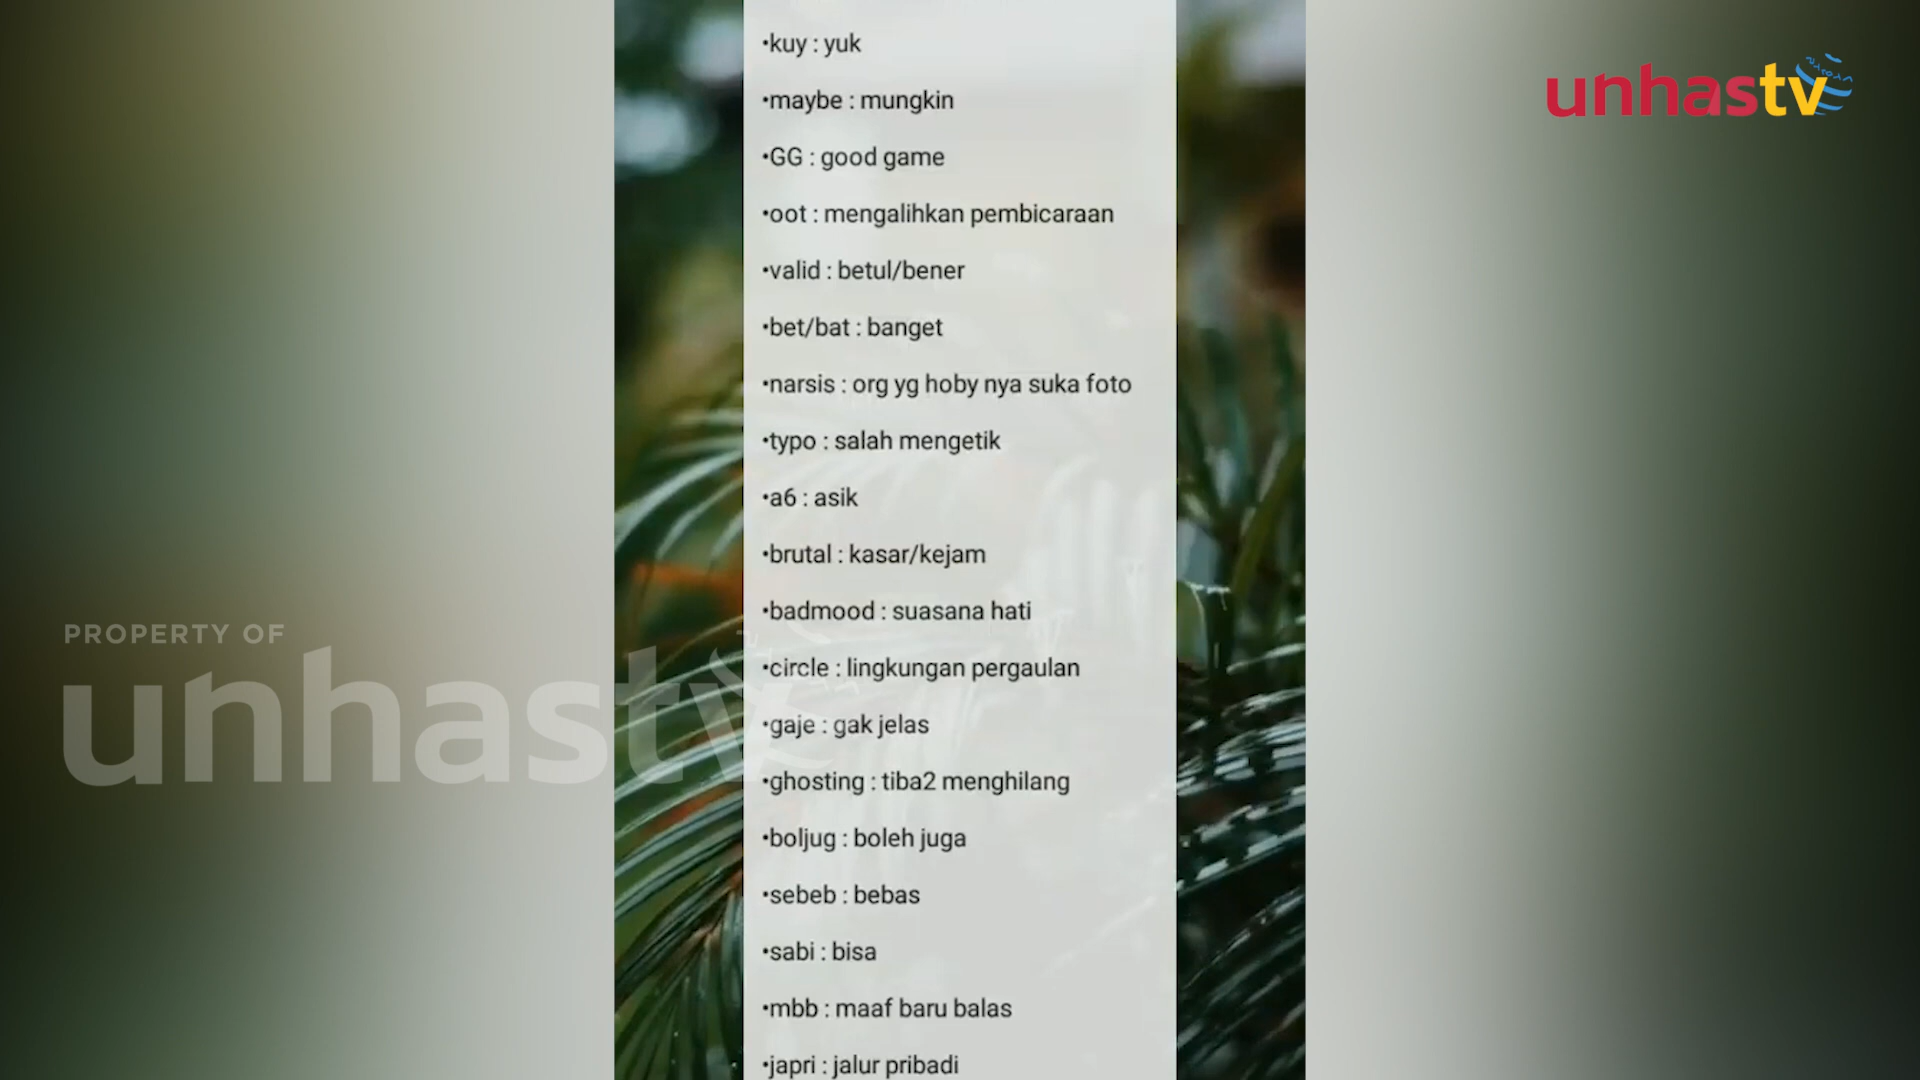 •kuy : yuk
•maybe : mungkin
•GG : good game
•oot : mengalihkan pembicaraan
•valid : betul/bener
•bet/bat : banget
•narsis : org yg hoby nya suka foto
•typo : salah mengetik
•a6 : asik
•brutal : kasar/kejam
•badmood : suasana hati
•circle : lingkungan pergaulan
•gaje : gak jelas
•ghosting : tiba2 menghilang
•boljug : boleh juga
•sebeb : bebas
•sabi : bisa
•mbb : maaf baru balas
•japri : jalur pribadi
unhastv
PROPERTY OF
unhastv